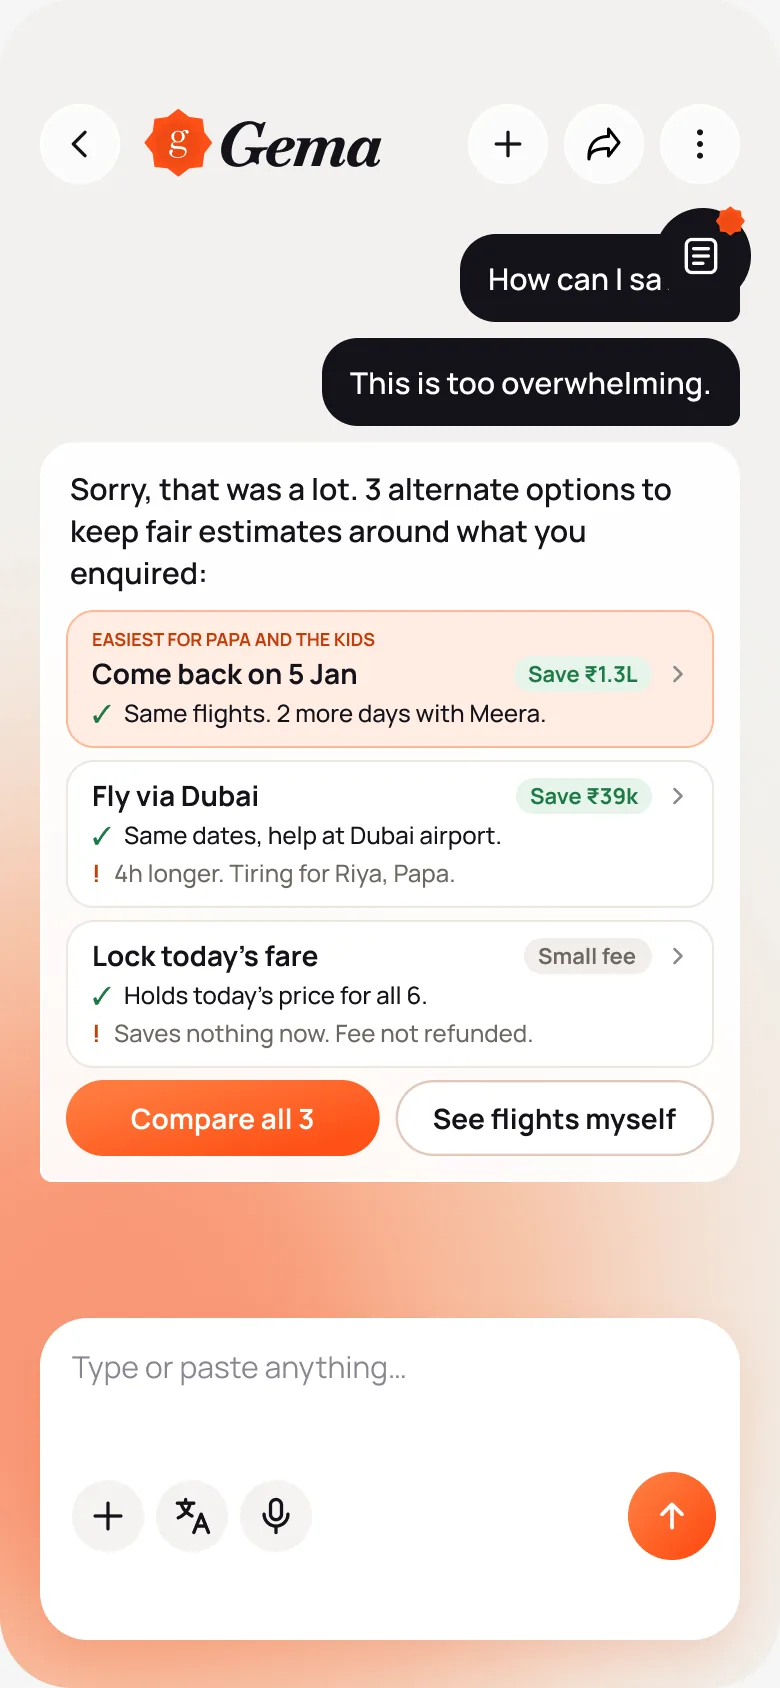 g Gema
How can I sa
This is too overwhelming.
Sorry, that was a lot. 3 alternate options to
keep fair estimates around what you
enquired:
EASIEST FOR PAPA AND THE KIDS
Come back on 5 Jan
Save ₹1.3L
✓ Same flights. 2 more days with Meera.
Fly via Dubai
Save ₹39k
✓ Same dates, help at Dubai airport.
! 4h longer. Tiring for Riya, Papa.
Lock today’s fare
Small fee
✓ Holds today’s price for all 6.
! Saves nothing now. Fee not refunded.
Compare all 3
See flights myself
Type or paste anything...
文A